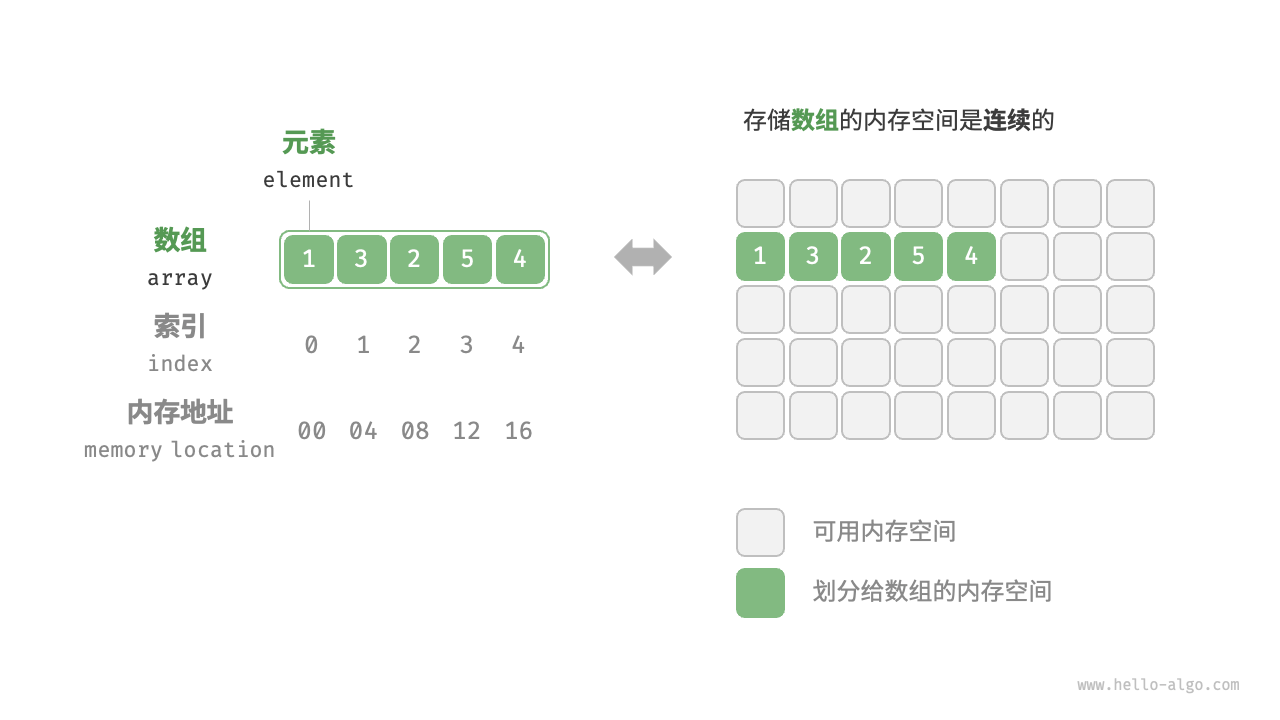 元素
element
数组
array
1 3 2 5 4
索引
index
0 1 2 3 4
内存地址
memory location
00 04 08 12 16
存储数组的内存空间是连续的
1 3 2 5 4
可用内存空间
划分给数组的内存空间
www.hello-algo.com